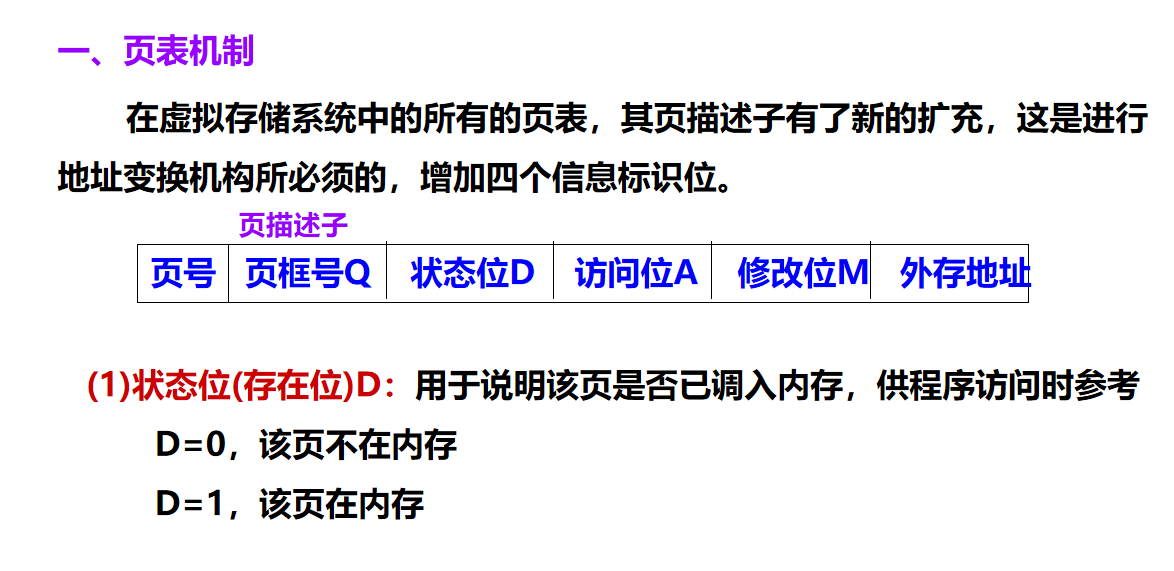 一、页表机制
在虚拟存储系统中的所有的页表，其页描述子有了新的扩充，这是进行
地址变换机构所必须的，增加四个信息标识位。
页描述子
页号 页框号Q 状态位D 访问位A 修改位M 外存地址
(1)状态位(存在位)D：用于说明该页是否已调入内存，供程序访问时参考
D=0，该页不在内存
D=1，该页在内存